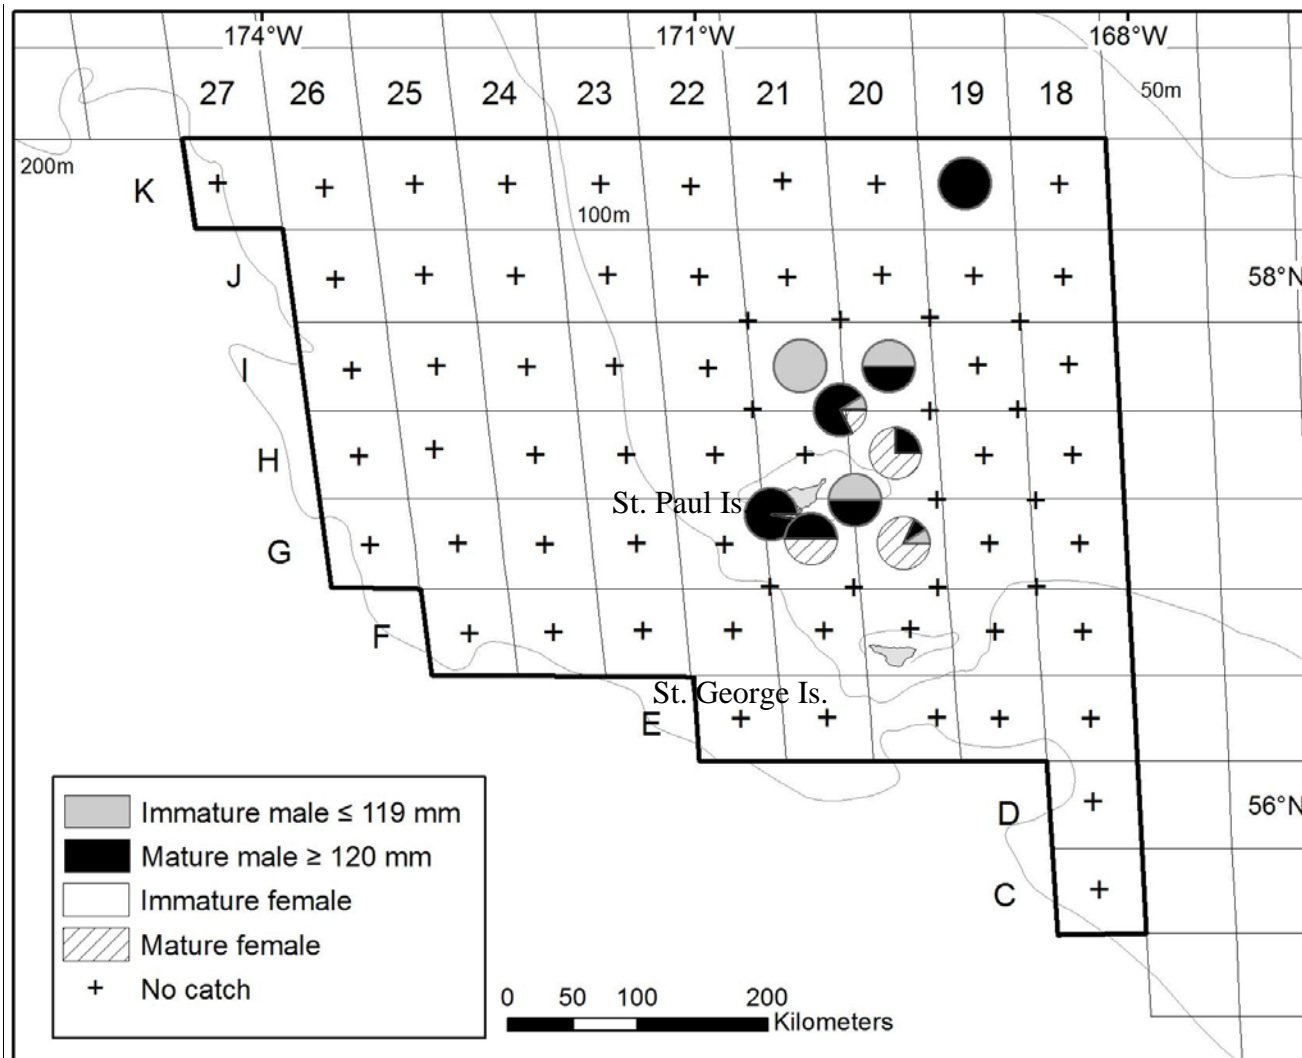 174°W 171°W 168°W
27 26 25 24 23 22 21 20 19 18 50m
200m
K
100m
J 58°N
I
H
St. Paul Is
G
F
St. George Is.
E
D 56°N
C
Immature male ≤ 119 mm
Mature male ≥ 120 mm
Immature female
Mature female
+ No catch
0 50 100 200
Kilometers